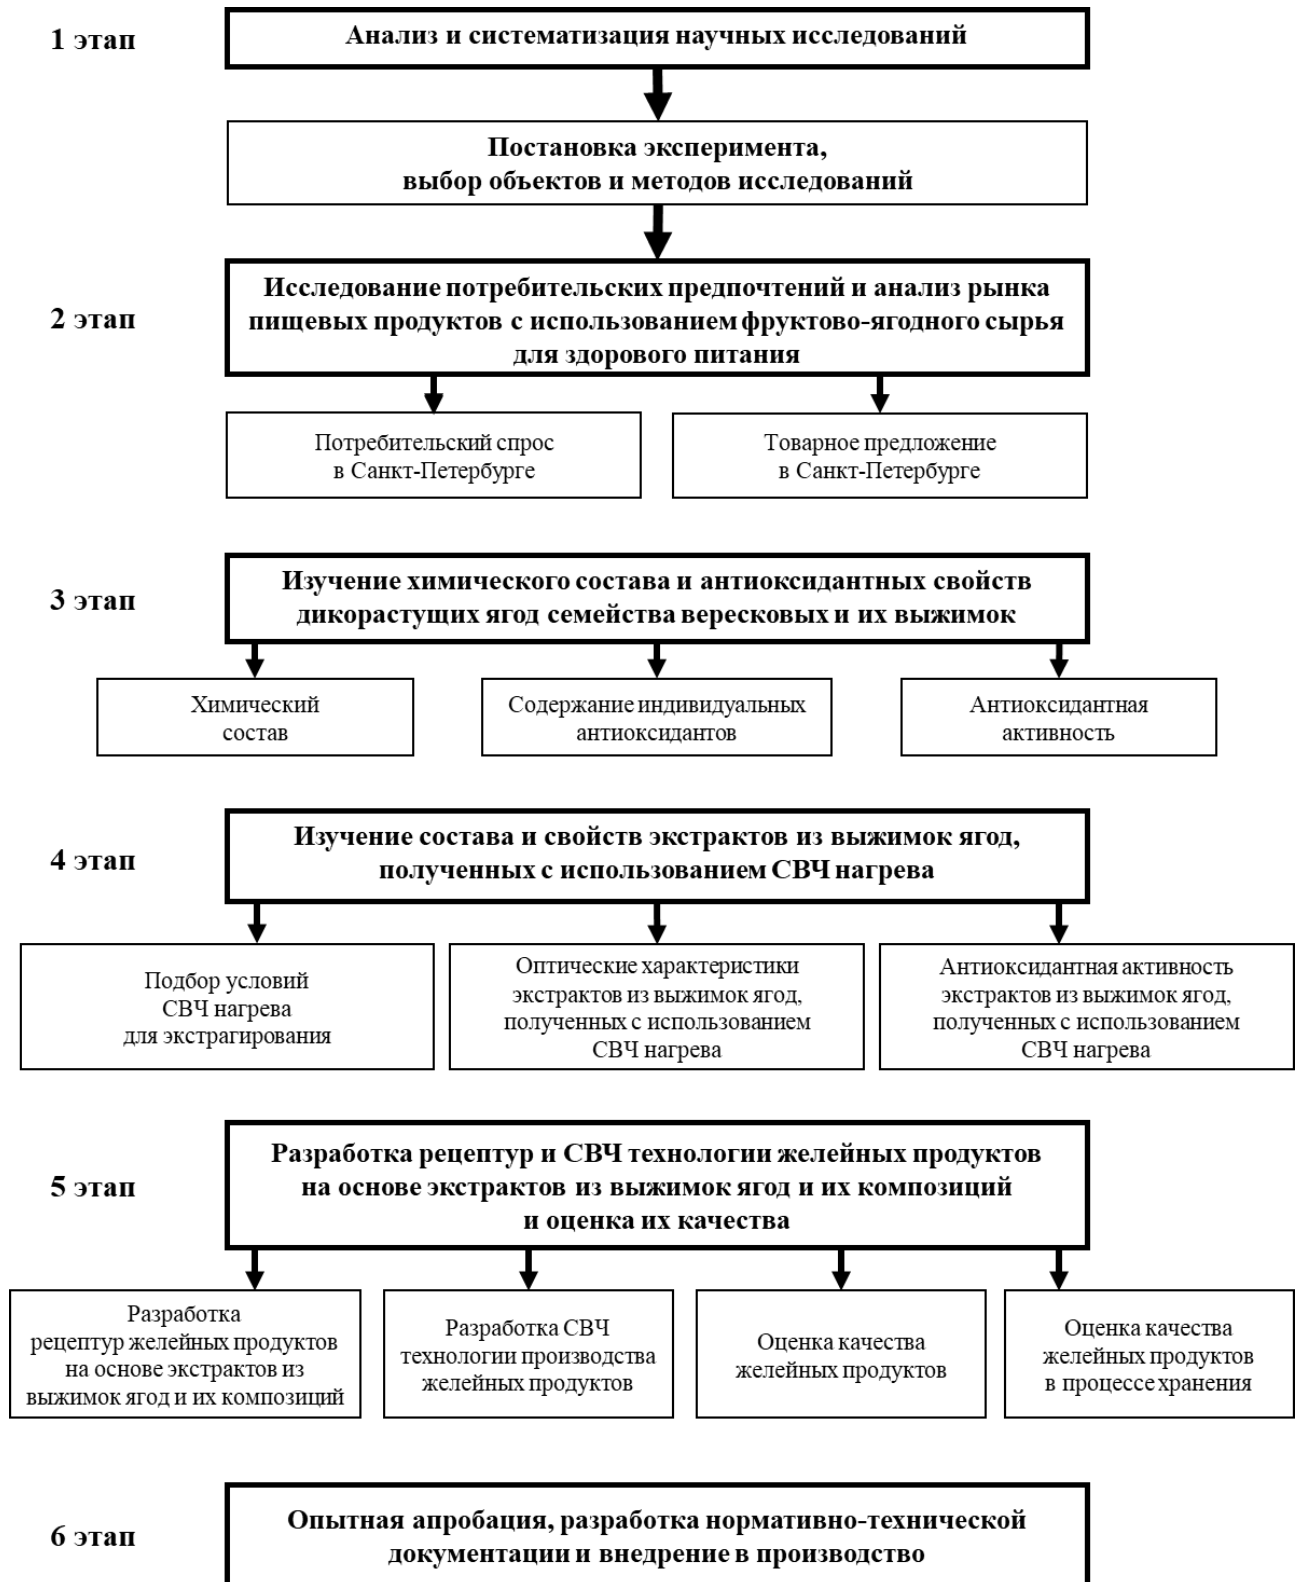 1 этап
Анализ и систематизация научных исследований
Постановка эксперимента,
выбор объектов и методов исследований
2 этап
Исследование потребительских предпочтений и анализ рынка
пищевых продуктов с использованием фруктово-ягодного сырья
для здорового питания
Потребительский спрос
в Санкт-Петербурге
Товарное предложение
в Санкт-Петербурге
3 этап
Изучение химического состава и антиоксидантных свойств
дикорастущих ягод семейства вересковых и их выжимок
Химический
состав
Содержание индивидуальных
антиоксидантов
Антиоксидантная
активность
4 этап
Изучение состава и свойств экстрактов из выжимок ягод,
полученных с использованием СВЧ нагрева
Подбор условий
СВЧ нагрева
для экстрагирования
Оптические характеристики
экстрактов из выжимок ягод,
полученных с использованием
СВЧ нагрева
Антиоксидантная активность
экстрактов из выжимок ягод,
полученных с использованием
СВЧ нагрева
5 этап
Разработка рецептур и СВЧ технологии желейных продуктов
на основе экстрактов из выжимок ягод и их композиций
и оценка их качества
Разработка
рецептур желейных продуктов
на основе экстрактов из
выжимок ягод и их композиций
Разработка СВЧ
технологии производства
желейных продуктов
Оценка качества
желейных продуктов
Оценка качества
желейных продуктов
в процессе хранения
6 этап
Опытная апробация, разработка нормативно-технической
документации и внедрение в производство